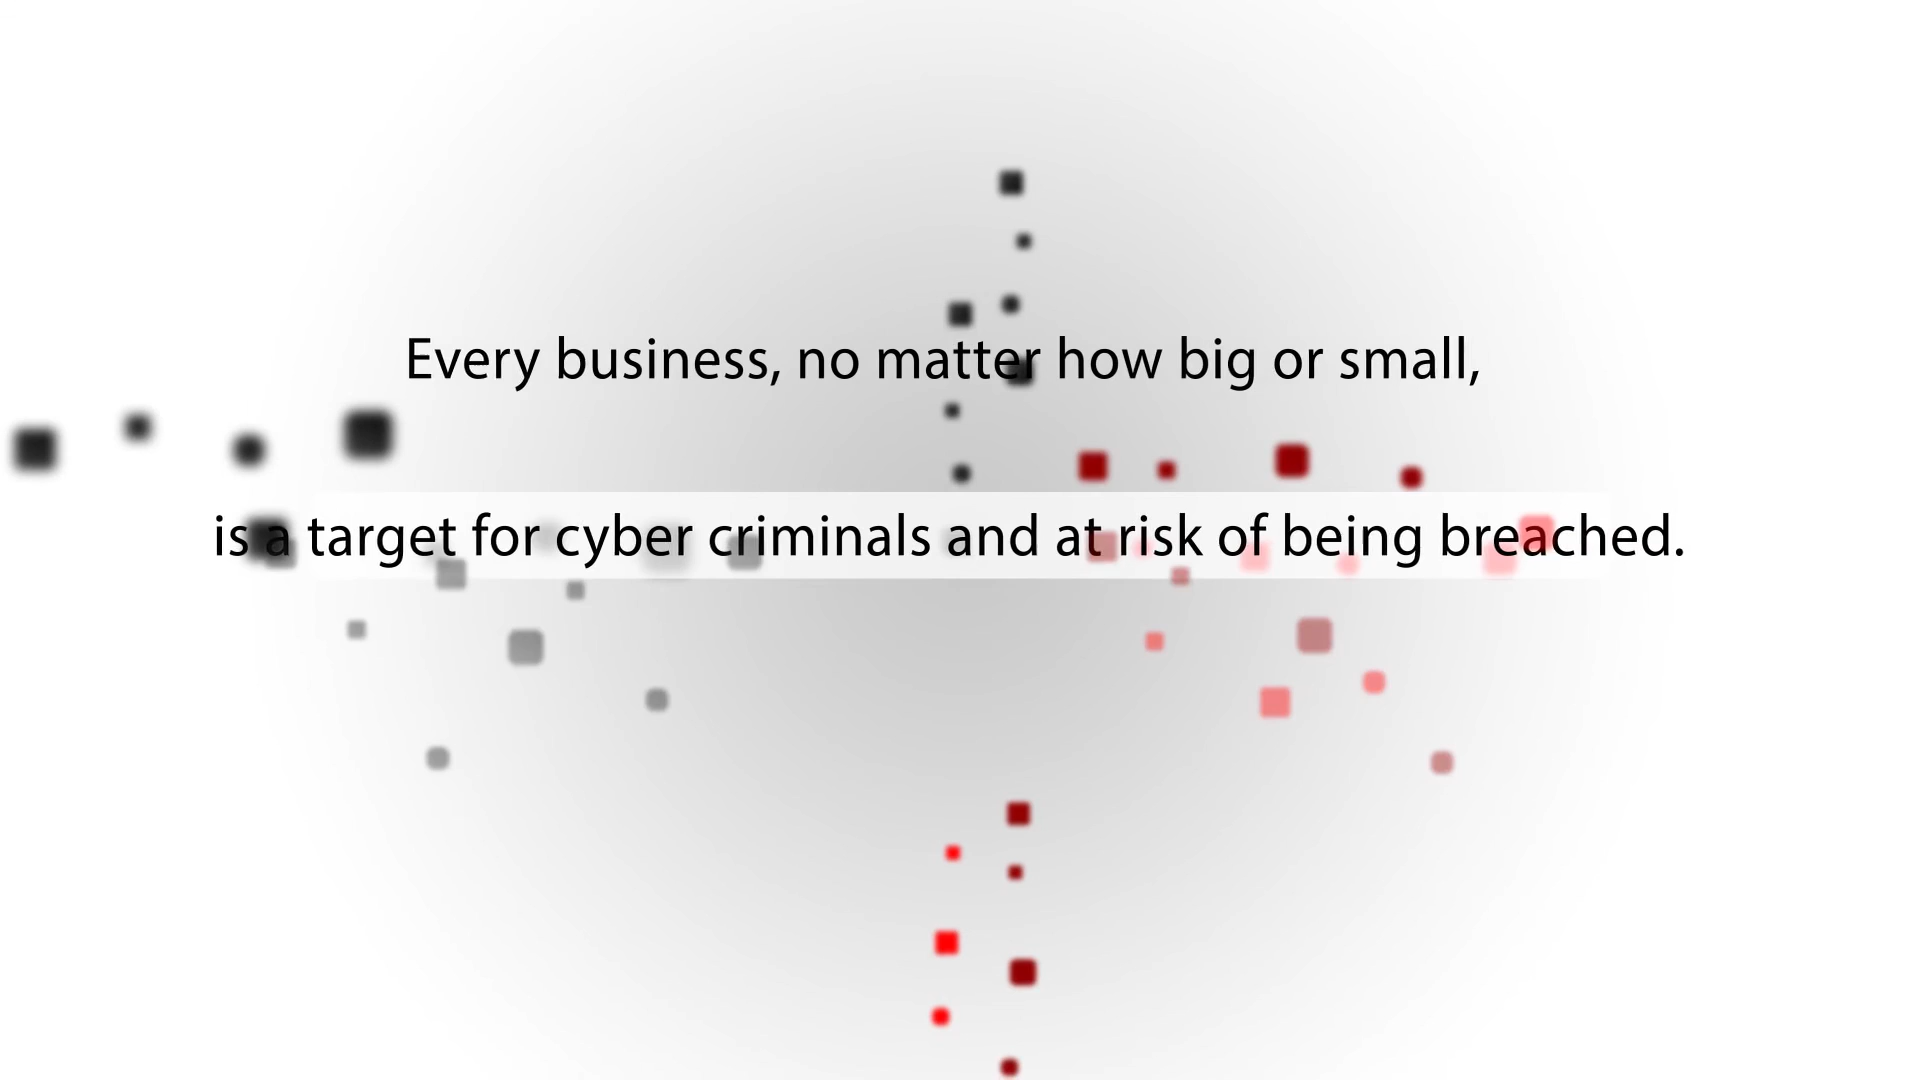 Every business, no matter how big or small,
is a target for cyber criminals and at risk of being breached.